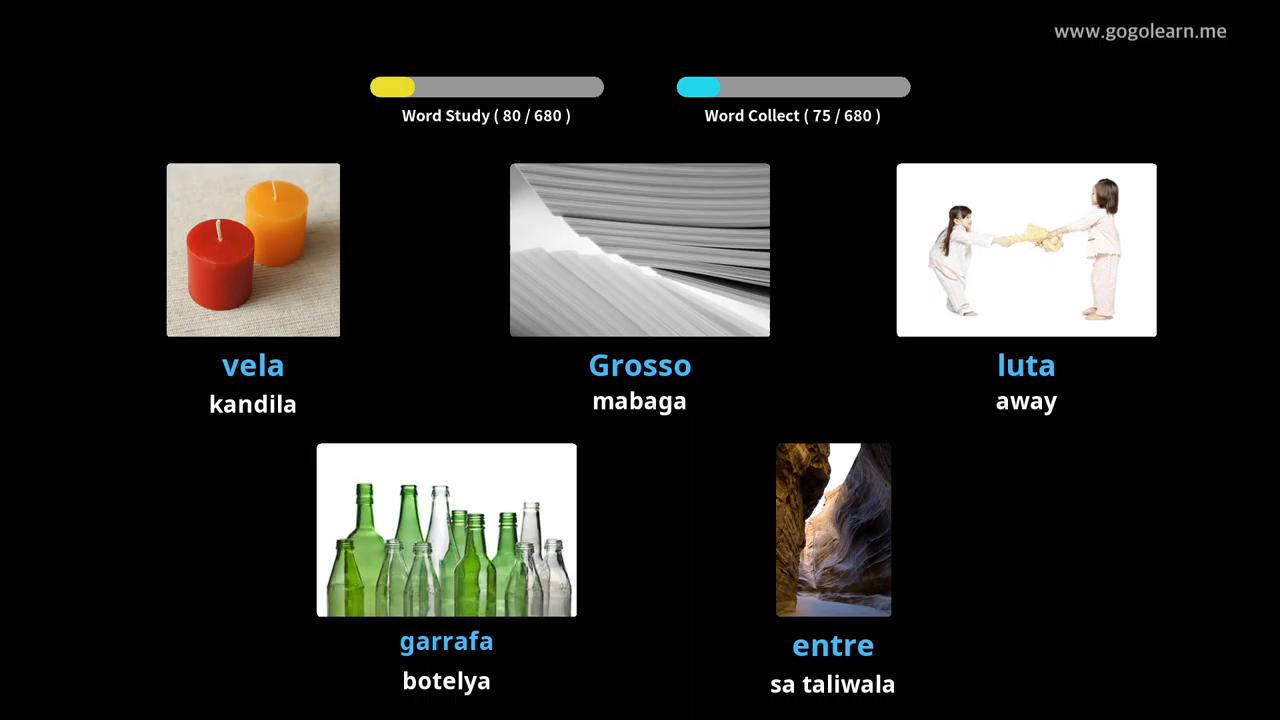 www.gogolearn.me
Word Study ( 80 / 680 )
Word Collect ( 75 / 680 )
vela
kandila
Grosso
mabaga
luta
away
garrafa
botelya
entre
sa taliwala